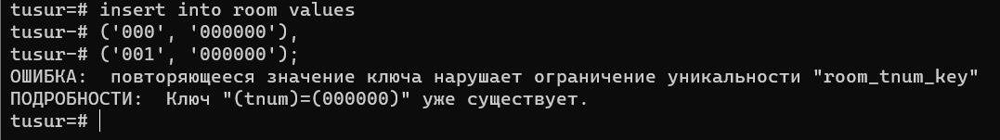 tusur=# insert into room values
tusur-# ('000', '000000'),
tusur-# ('001', '000000');
ОШИБКА:  повторяющееся значение ключа нарушает ограничение уникальности "room_tnum_key"
ПОДРОБНОСТИ:  Ключ "(tnum)=(000000)" уже существует.
tusur=#